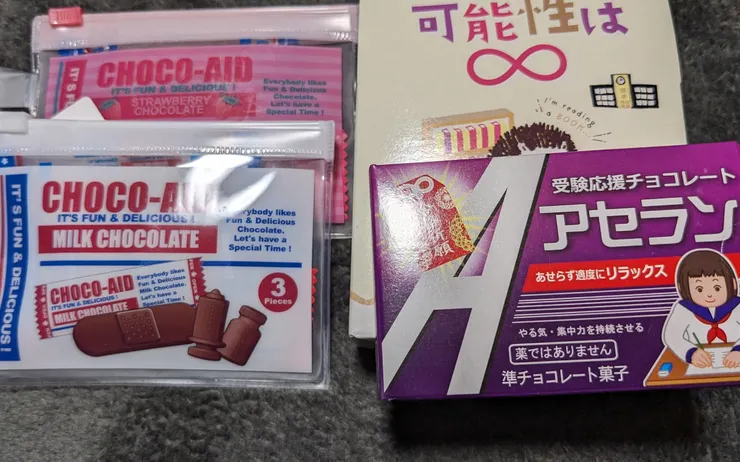 CHOCO-AID
IT'S FUN & DELICIOUS !
STRAWBERRY
CHOCOLATE
Everybody likes
Fun & Delicious
Chocolate.
Let's have a
Special Time !
IT'S F
CHOCO-AID
IT'S FUN & DELICIOUS !
MILK CHOCOLATE
Everybody likes
Fun & Delicious
Chocolate.
Let's have a
Special Time !
IT'S FUN & DELICIOUS
CHOCO-AID
IT'S FUN & DELICIOUS !
MILK CHOCOLATE
Everybody likes
Fun & Delicious
Milk Chocolate.
Let's have a
Special Time !
3
Pieces
可能性は
∞
I'm reading
a BOOK.
A
受験応援チョコレート
アセラン
あせらず適度にリラックス
やる気・集中力を持続させる
薬ではありません
準チョコレート菓子